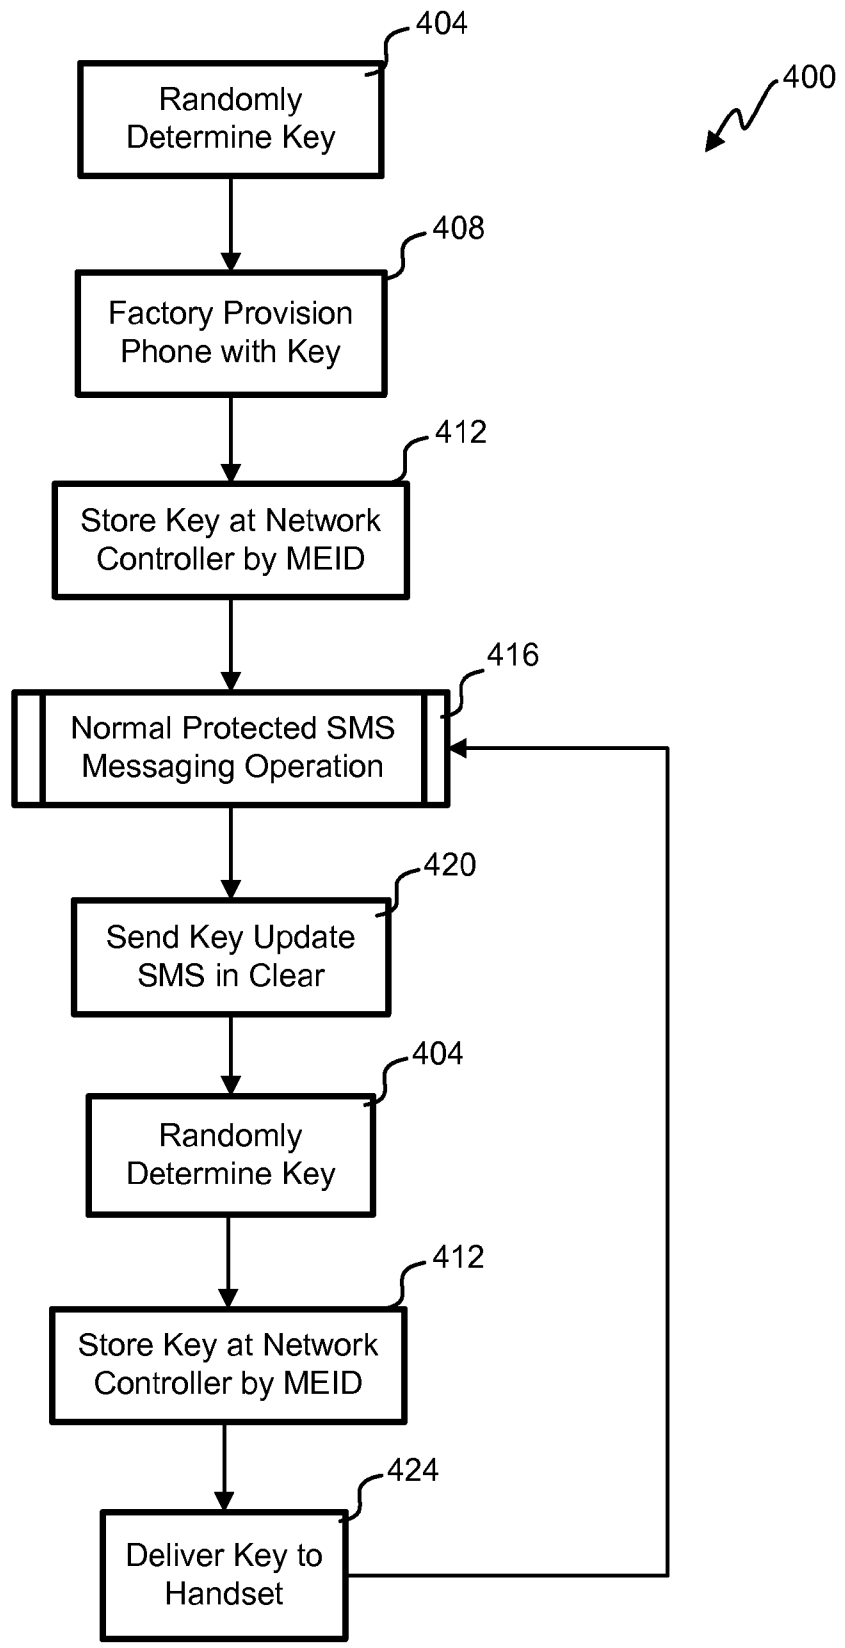 404
400
Randomly
Determine Key
408
Factory Provision
Phone with Key
412
Store Key at Network
Controller by MEID
416
Normal Protected SMS
Messaging Operation
420
Send Key Update
SMS in Clear
404
Randomly
Determine Key
412
Store Key at Network
Controller by MEID
424
Deliver Key to
Handset